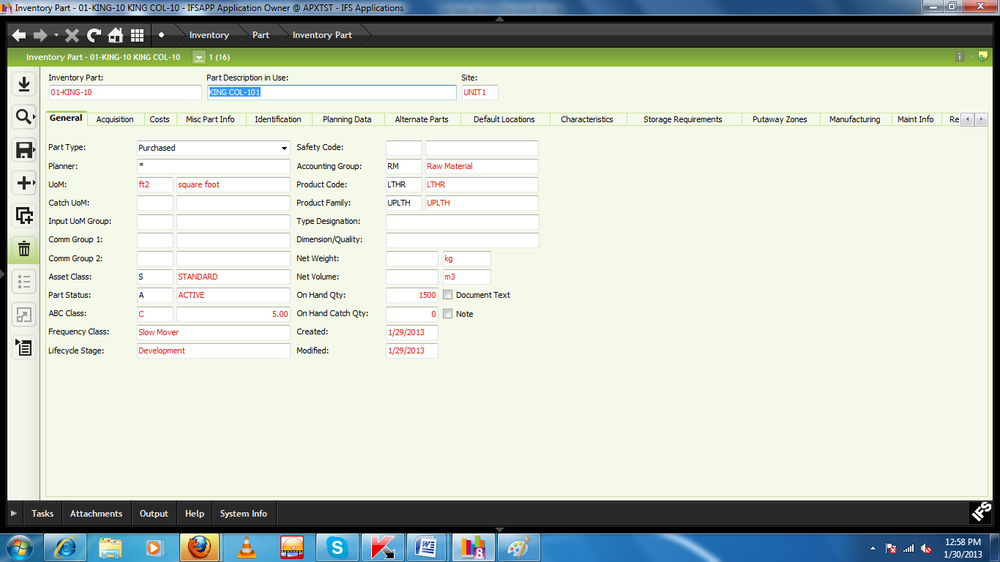 Inventory Part - 01-KING-10 KING COL-10 - IFSAPP Application Owner @ APXTST - IFS Applications
Inventory Part Inventory Part
Inventory Part - 01-KING-10 KING COL-10 1 (16)
Inventory Part: Part Description in Use: Site:
01-KING-10 KING COL-101 UNIT1
General Acquisition Costs Misc Part Info Identification Planning Data Alternate Parts Default Locations Characteristics Storage Requirements Putaway Zones Manufacturing Maint Info Re
Part Type: Purchased Safety Code:
Planner: * Accounting Group: RM Raw Material
UoM: ft2 square foot Product Code: LTHR LTHR
Catch UoM: Product Family: UPLTH UPLTH
Input UoM Group: Type Designation:
Comm Group 1: Dimension/Quality:
Comm Group 2: Net Weight: kg
Asset Class: S STANDARD Net Volume: m3
Part Status: A ACTIVE On Hand Qty: 1500 Document Text
ABC Class: C 5.00 On Hand Catch Qty: 0 Note
Frequency Class: Slow Mover Created: 1/29/2013
Lifecycle Stage: Development Modified: 1/29/2013
Tasks Attachments Output Help System Info IFS
12:58 PM
1/30/2013